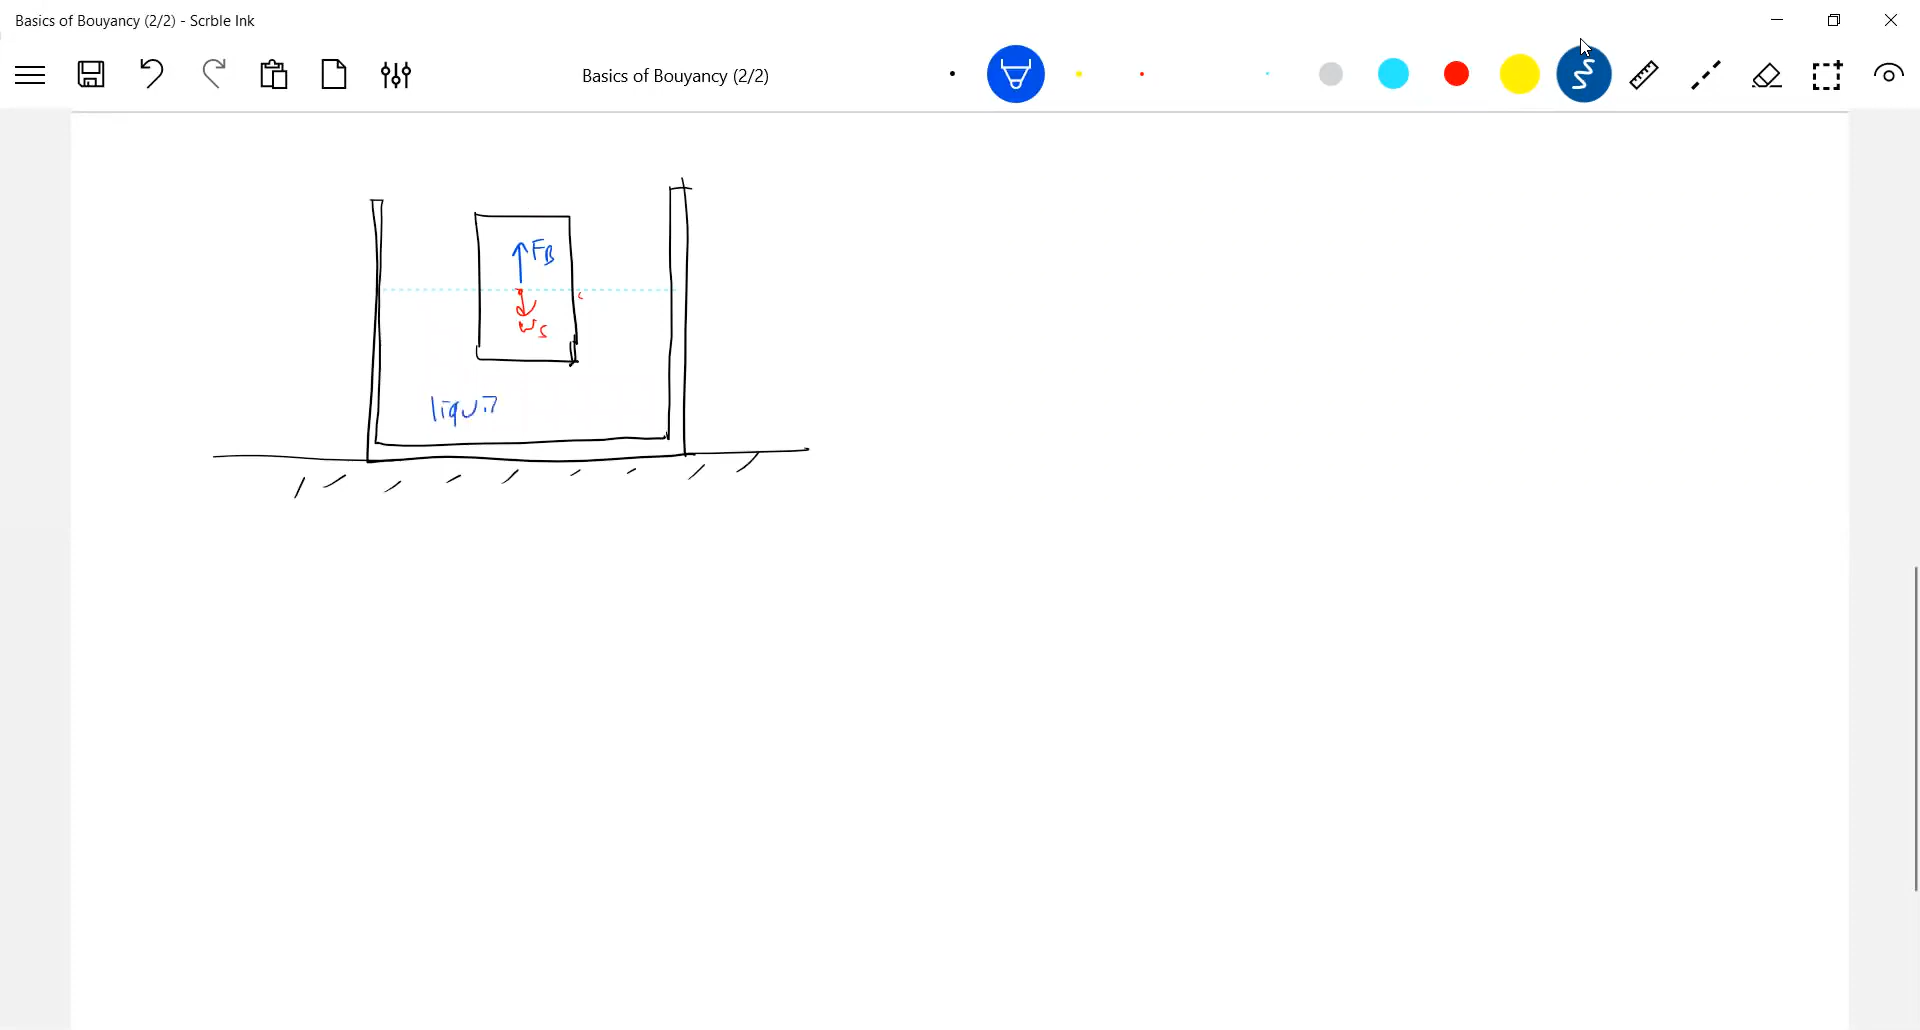 Basics of Bouyancy (2/2) - Scrble Ink
Basics of Bouyancy (2/2)
FB
ws
liquid